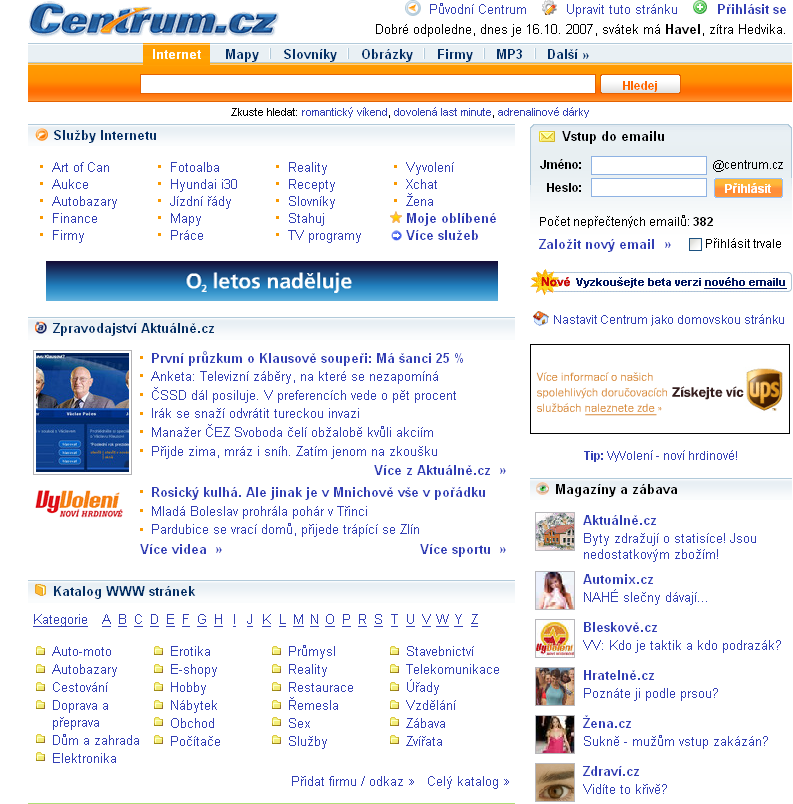 Centrum.cz
Původní Centrum Upravit tuto stránku Přihlásit se
Dobré odpoledne, dnes je 16.10. 2007, svátek má Havel, zítra Hedvika.
Internet Mapy Slovníky Obrázky Firmy MP3 Další »
Hledej
Zkuste hledat: romantický víkend, dovolená last minute, adrenalinové dárky
Služby Internetu
Art of Can Fotoalba Reality Vyvolení
Aukce Hyundai i30 Recepty Xchat
Autobazary Jízdní řády Slovníky Žena
Finance Mapy Stahuj Moje oblíbené
Firmy Práce TV programy Více služeb
O2 letos naděluje
Zpravodajství Aktuálně.cz
První průzkum o Klausově soupeři: Má šanci 25 %
Anketa: Televizní záběry, na které se nezapomíná
ČSSD dál posiluje. V preferencích vede o pět procent
Irák se snaží odvrátit tureckou invazi
Manažer ČEZ Svoboda čelí obžalobě kvůli akciím
Přijde zima, mráz i sníh. Zatím jenom na zkoušku
Více z Aktuálně.cz »
VyVolení
NOVÍ HRDINOVÉ
Rosický kulhá. Ale jinak je v Mnichově vše v pořádku
Mladá Boleslav prohrála pohár v Třinci
Pardubice se vrací domů, přijede trápící se Zlín
Více videa » Více sportu »
Katalog WWW stránek
Kategorie A B C D E F G H I J K L M N O P R S T U V W Y Z
Auto-moto Erotika Průmysl Stavebnictví
Autobazary E-shopy Reality Telekomunikace
Cestování Hobby Restaurace Úřady
Doprava a Nábytek Řemesla Vzdělání
přeprava Obchod Sex Zábava
Dům a zahrada Počítače Služby Zvířata
Elektronika
Přidat firmu / odkaz » Celý katalog »
Vstup do emailu
Jméno: @centrum.cz
Heslo: Přihlásit
Počet nepřečtených emailů: 382
Založit nový email » Přihlásit trvale
Nové Vyzkoušejte beta verzi nového emailu
Nastavit Centrum jako domovskou stránku
Více informací o našich
spolehlivých doručovacích
službách naleznete zde »
Získejte víc
ups
Tip: VyVolení - noví hrdinové!
Magazíny a zábava
Aktuálně.cz
Byty zdražují o statisíce! Jsou
nedostatkovým zbožím!
Automix.cz
NAHÉ slečny dávají...
Bleskově.cz
VV: Kdo je taktik a kdo podrazák?
Hratelně.cz
Poznáte ji podle prsou?
Žena.cz
Sukně - mužům vstup zakázán?
Zdraví.cz
Vidíte to křivě?